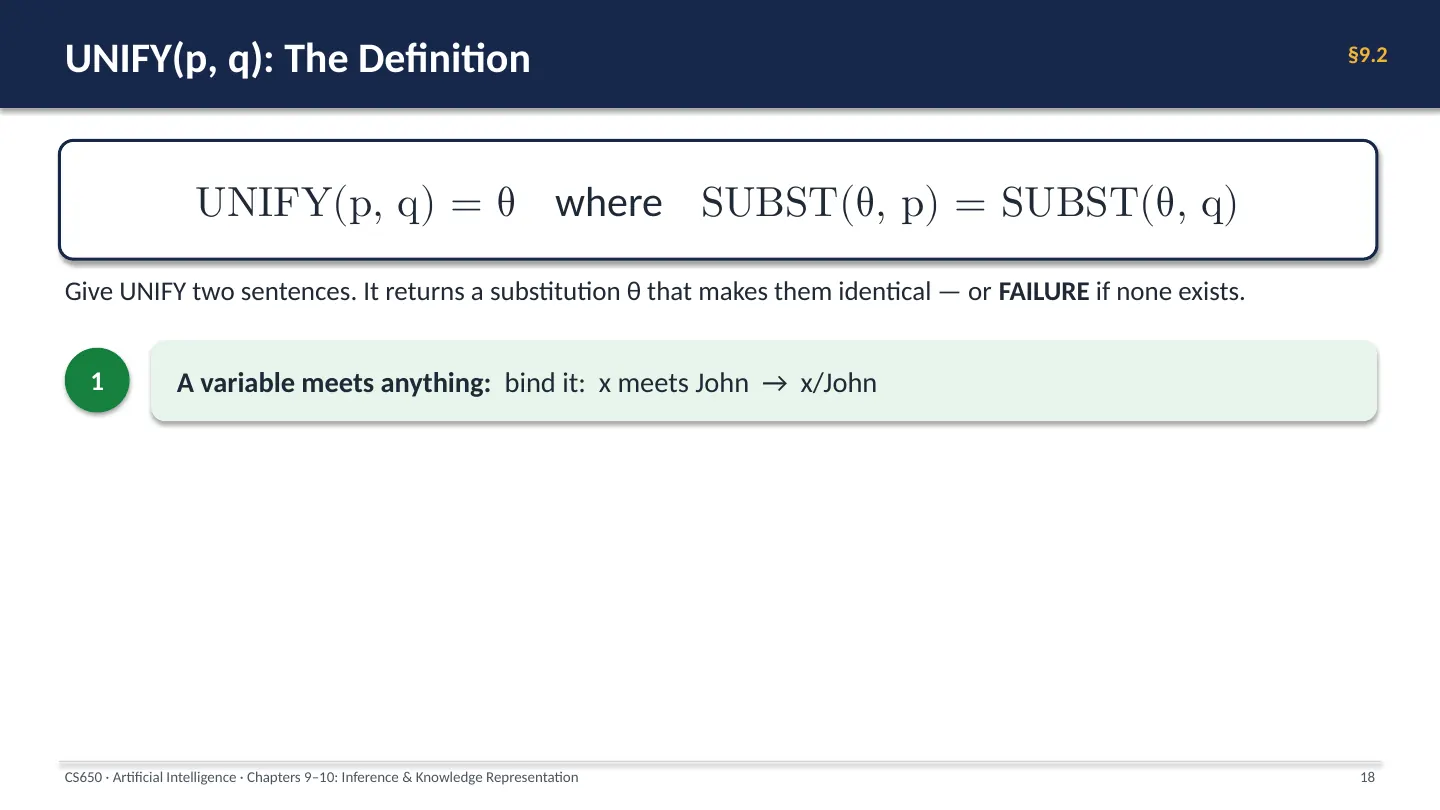 UNIFY(p, q): The Definition
§9.2
UNIFY(p, q) = θ where SUBST(θ, p) = SUBST(θ, q)
Give UNIFY two sentences. It returns a substitution θ that makes them identical — or FAILURE if none exists.
1
A variable meets anything: bind it: x meets John → x/John
CS650 · Artificial Intelligence · Chapters 9–10: Inference & Knowledge Representation
18